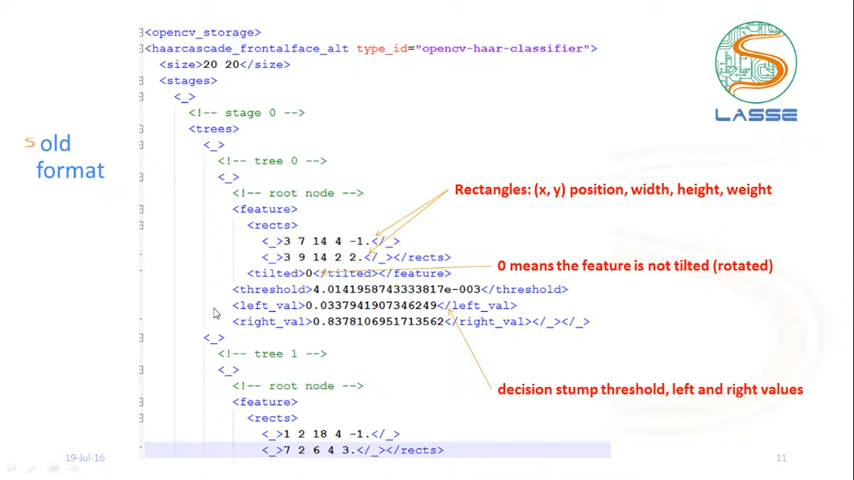 <opencv_storage>
<haarcascade_frontalface_alt type_id="opencv-haar-classifier">
<size>20 20</size>
<stages>
<_>
<!-- stage 0 -->
<trees>
<_>
<!-- tree 0 -->
<_>
<!-- root node -->
<feature>
<rects>
<_>3 7 14 4 -1.</_>
<_>3 9 14 2 2.</_></rects>
<tilted>0</tilted></feature>
<threshold>4.0141958743333817e-003</threshold>
<left_val>0.0337941907346249</left_val>
<right_val>0.8378106951713562</right_val></_></_>
<_>
<!-- tree 1 -->
<_>
<!-- root node -->
<feature>
<rects>
<_>1 2 18 4 -1.</_>
<_>7 2 6 4 3.</_></rects>
old
format
LASSE
Rectangles: (x, y) position, width, height, weight
0 means the feature is not tilted (rotated)
decision stump threshold, left and right values
19-Jul-16
11